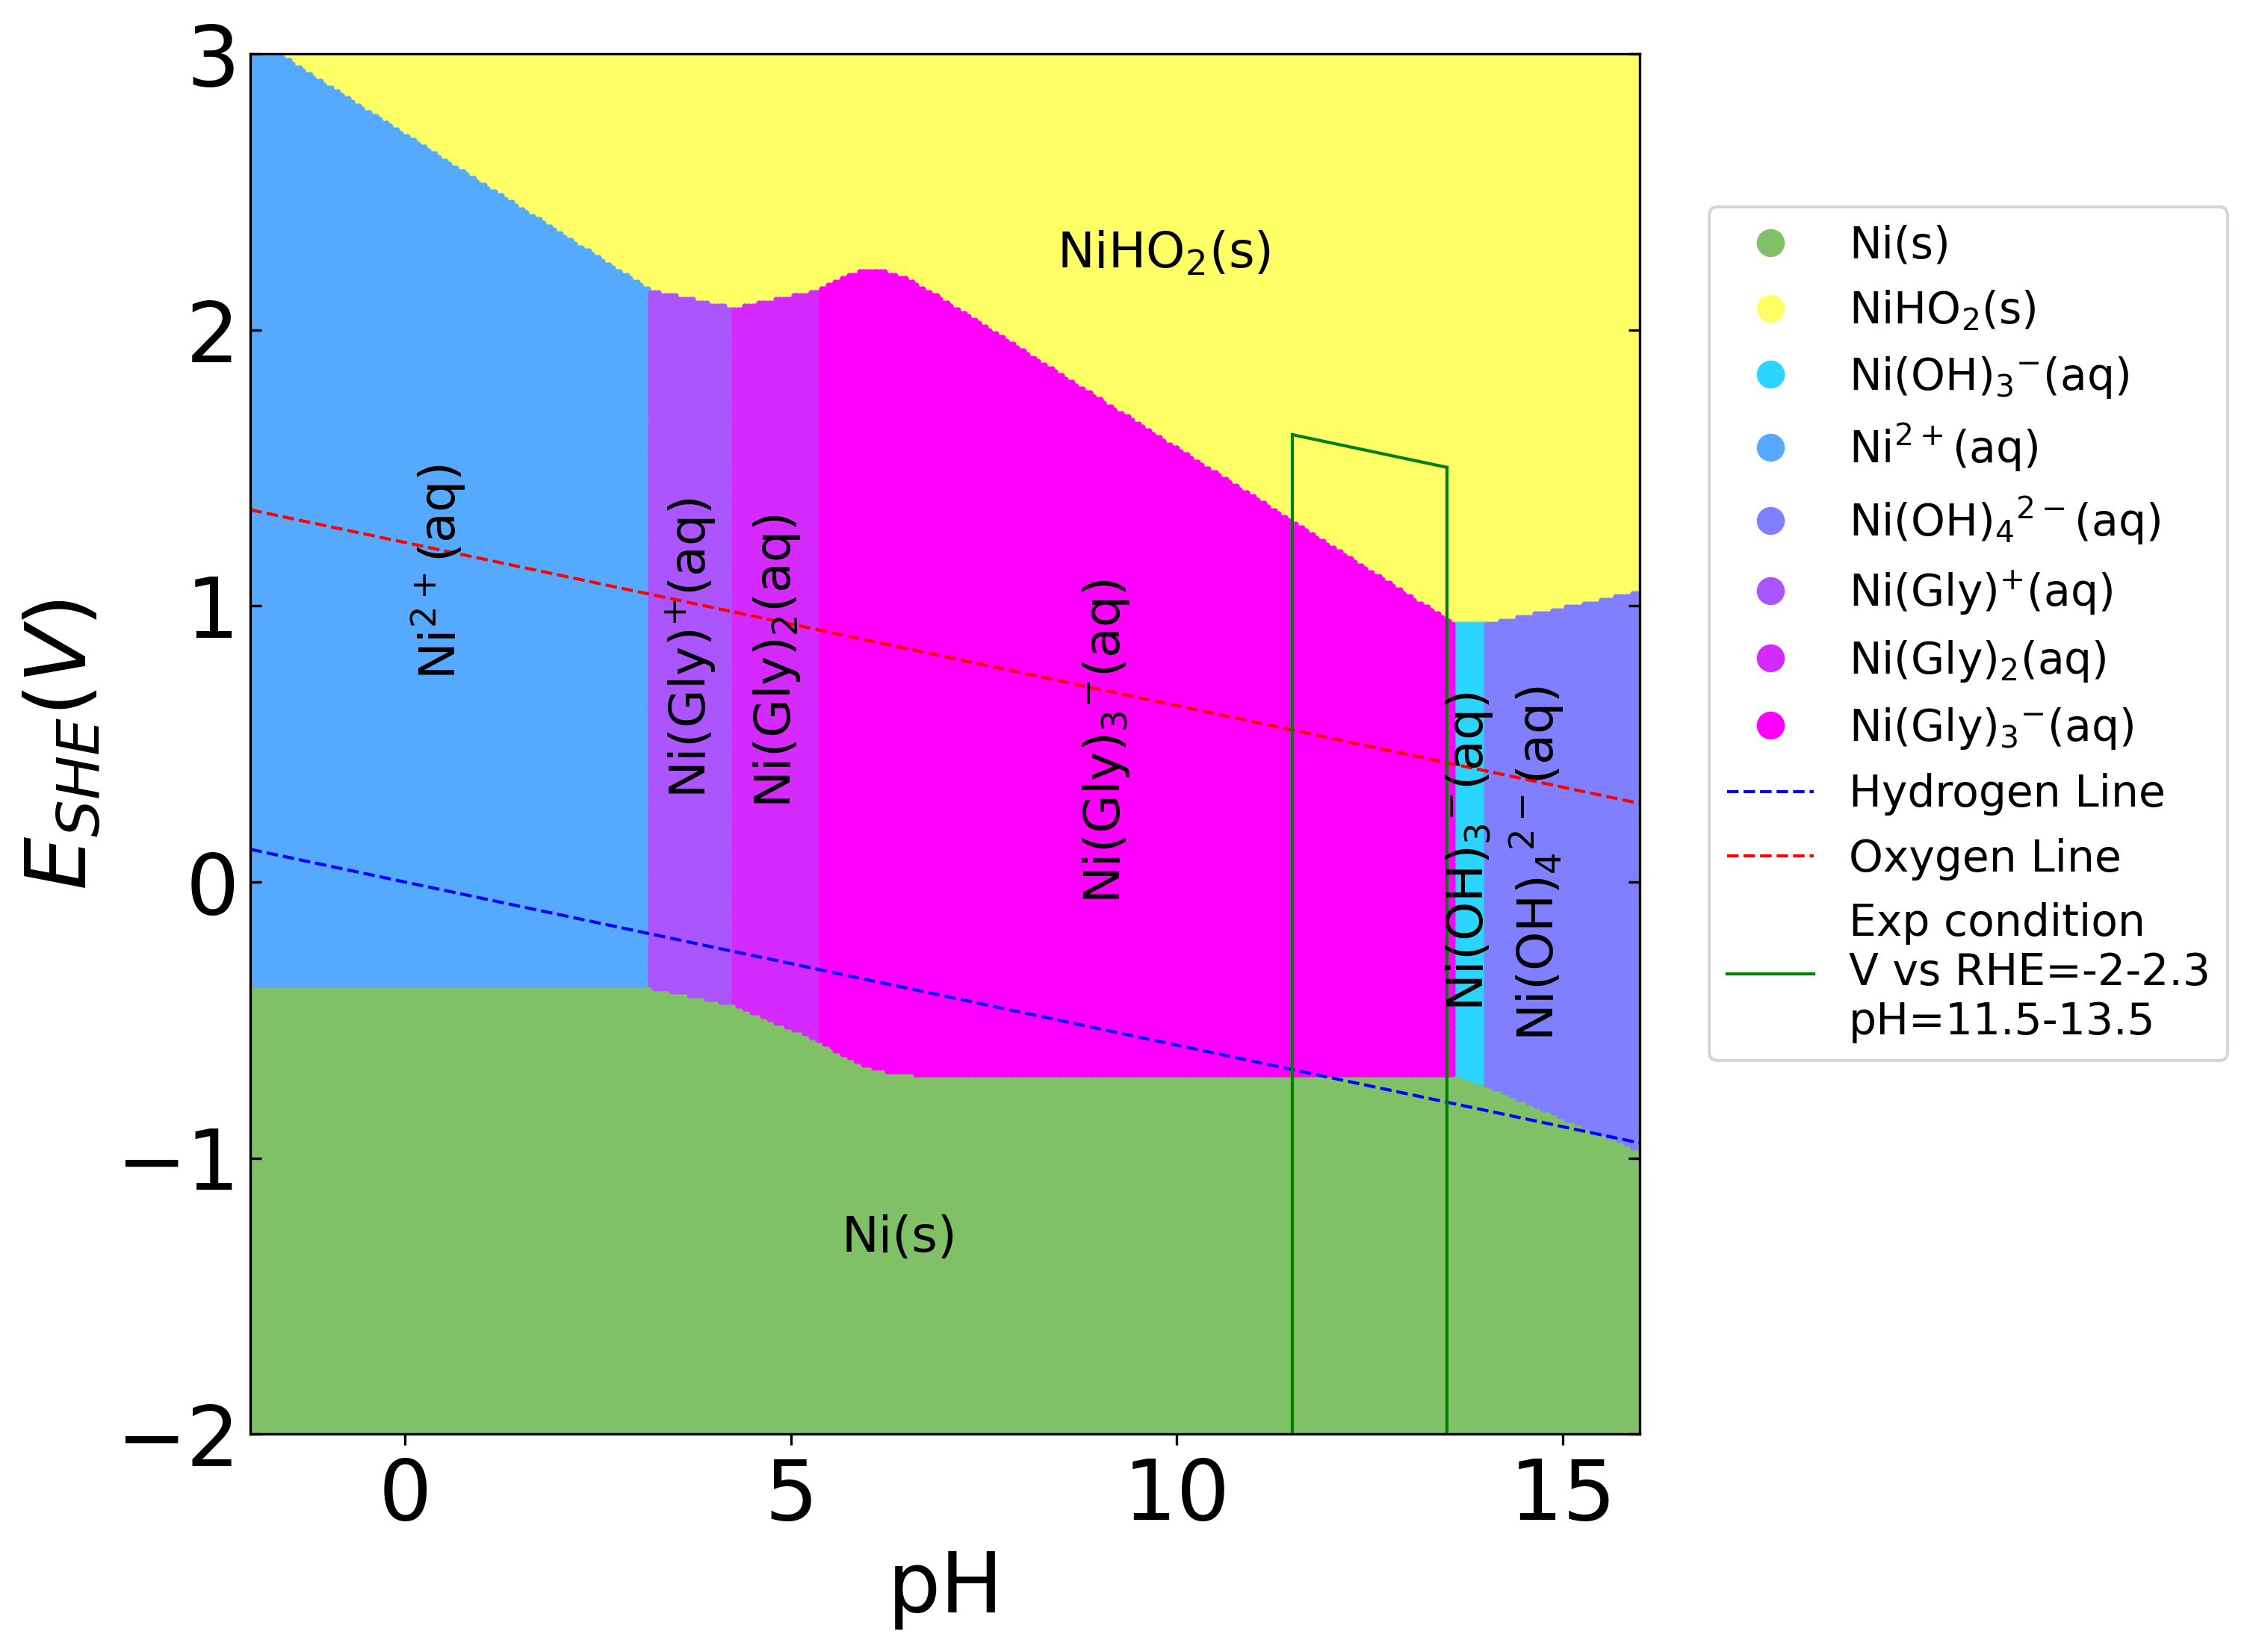 3
2
1
0
−1
−2
E_SHE(V)
0
5
10
15
pH
NiHO₂(s)
Ni²⁺(aq)
Ni(Gly)⁺(aq)
Ni(Gly)₂(aq)
Ni(Gly)₃⁻(aq)
Ni(OH)₃⁻(aq)
Ni(OH)₄²⁻(aq)
Ni(s)
Ni(s)
NiHO₂(s)
Ni(OH)₃⁻(aq)
Ni²⁺(aq)
Ni(OH)₄²⁻(aq)
Ni(Gly)⁺(aq)
Ni(Gly)₂(aq)
Ni(Gly)₃⁻(aq)
Hydrogen Line
Oxygen Line
Exp condition
V vs RHE=-2-2.3
pH=11.5-13.5